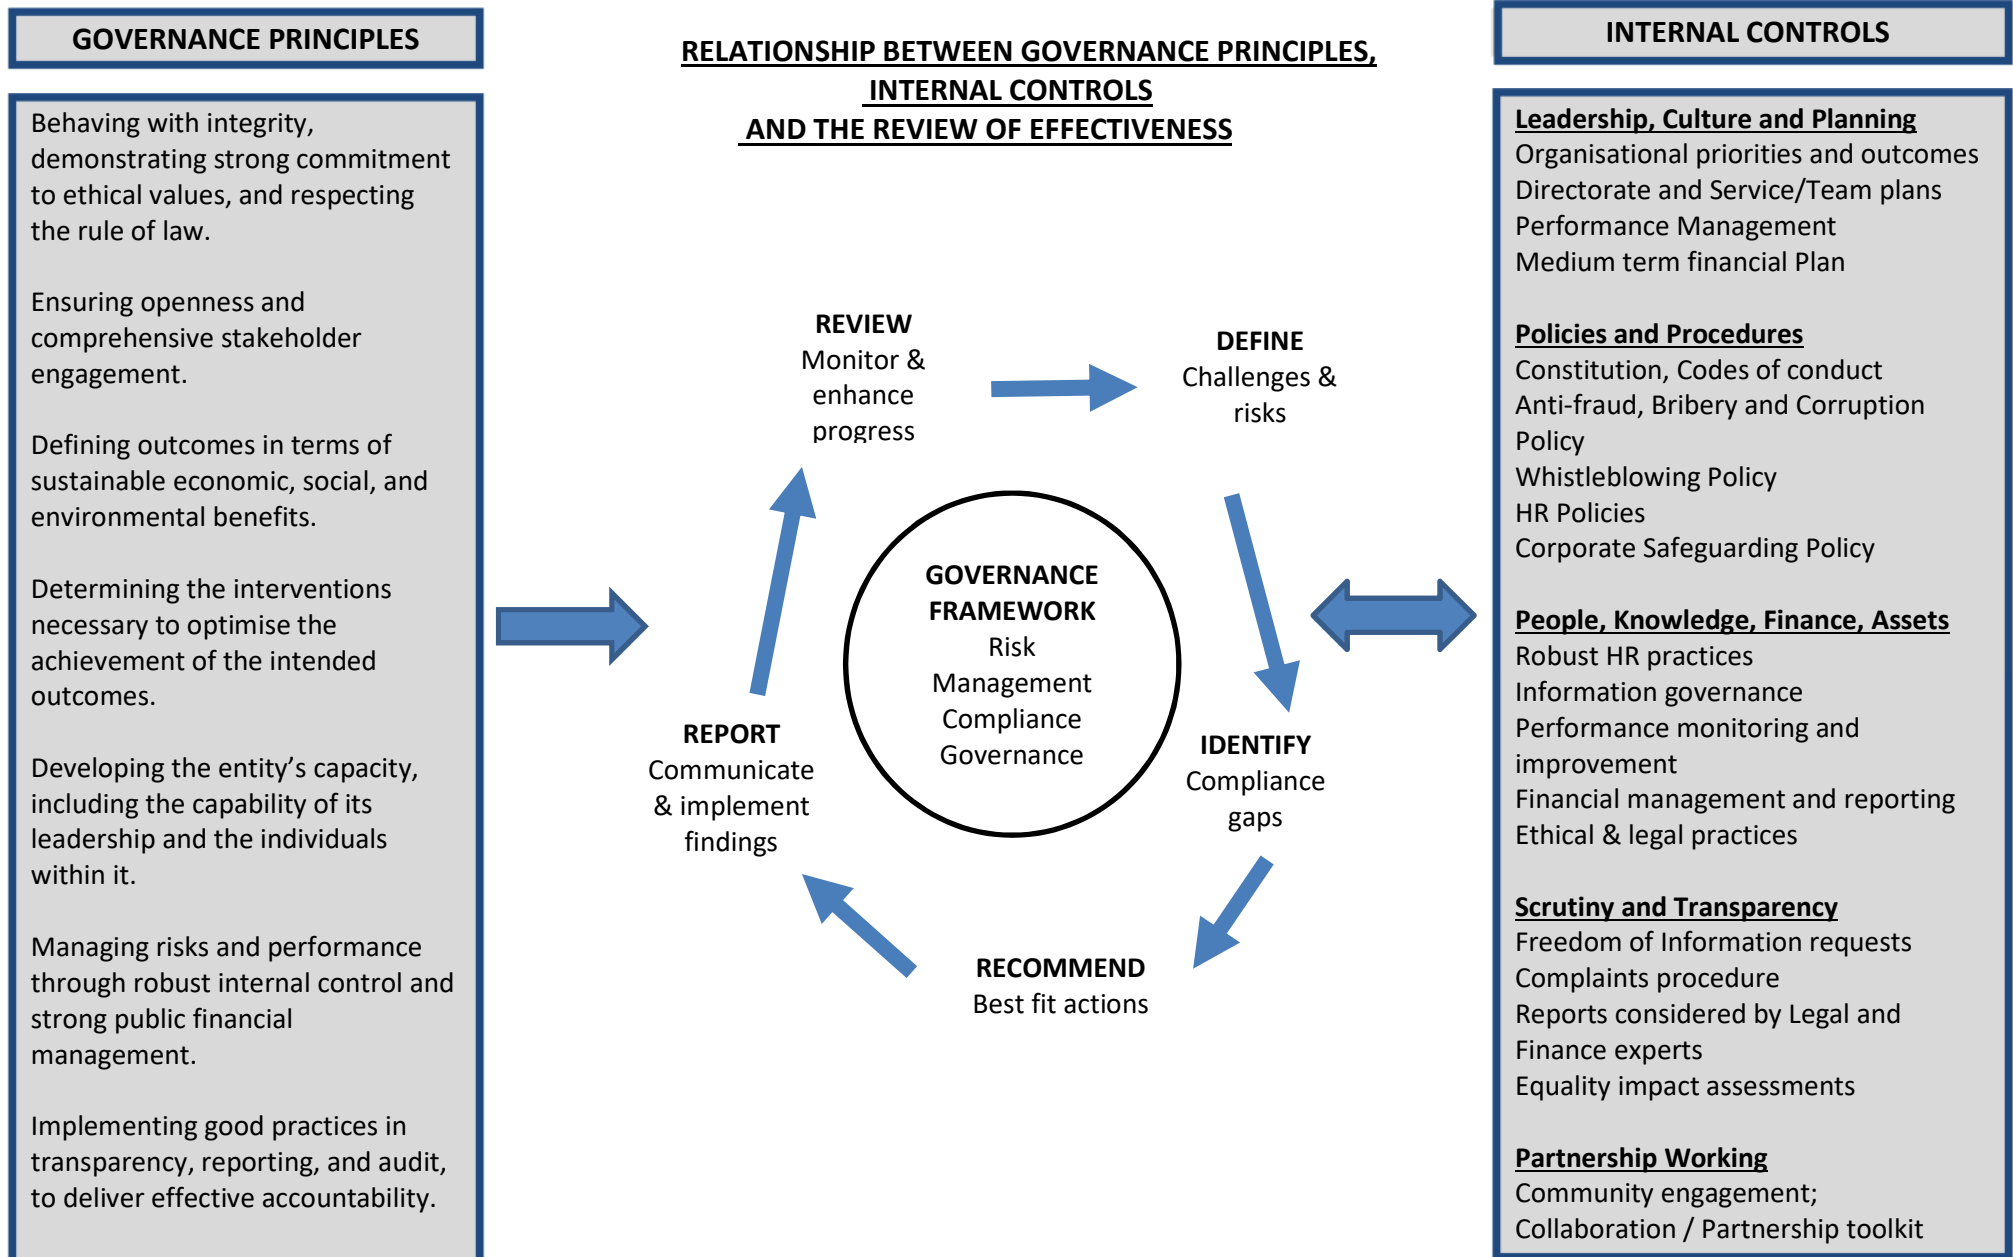 GOVERNANCE PRINCIPLES
Behaving with integrity,
demonstrating strong commitment
to ethical values, and respecting
the rule of law.
Ensuring openness and
comprehensive stakeholder
engagement.
Defining outcomes in terms of
sustainable economic, social, and
environmental benefits.
Determining the interventions
necessary to optimise the
achievement of the intended
outcomes.
Developing the entity’s capacity,
including the capability of its
leadership and the individuals
within it.
Managing risks and performance
through robust internal control and
strong public financial
management.
Implementing good practices in
transparency, reporting, and audit,
to deliver effective accountability.
RELATIONSHIP BETWEEN GOVERNANCE PRINCIPLES,
INTERNAL CONTROLS
AND THE REVIEW OF EFFECTIVENESS
REVIEW
Monitor &
enhance
progress
DEFINE
Challenges &
risks
GOVERNANCE
FRAMEWORK
Risk
Management
Compliance
Governance
REPORT
Communicate
& implement
findings
IDENTIFY
Compliance
gaps
RECOMMEND
Best fit actions
INTERNAL CONTROLS
Leadership, Culture and Planning
Organisational priorities and outcomes
Directorate and Service/Team plans
Performance Management
Medium term financial Plan
Policies and Procedures
Constitution, Codes of conduct
Anti-fraud, Bribery and Corruption
Policy
Whistleblowing Policy
HR Policies
Corporate Safeguarding Policy
People, Knowledge, Finance, Assets
Robust HR practices
Information governance
Performance monitoring and
improvement
Financial management and reporting
Ethical & legal practices
Scrutiny and Transparency
Freedom of Information requests
Complaints procedure
Reports considered by Legal and
Finance experts
Equality impact assessments
Partnership Working
Community engagement;
Collaboration / Partnership toolkit